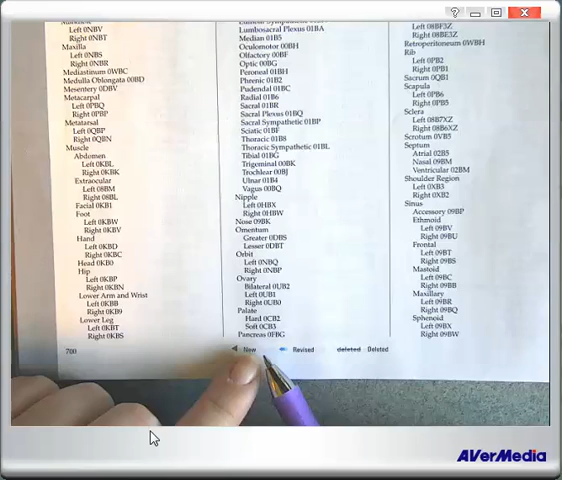 Left 0NBV
Right 0NBT
Maxilla
Left 0NBS
Right 0NBR
Mediastinum 0WBC
Medulla Oblongata 00BD
Mesentery 0DBV
Metacarpal
Left 0PBQ
Right 0PBP
Metatarsal
Left 0QBP
Right 0QBN
Muscle
Abdomen
Left 0KBL
Right 0KBK
Extraocular
Left 08BM
Right 08BL
Facial 0KB1
Foot
Left 0KBW
Right 0KBV
Hand
Left 0KBD
Right 0KBC
Head 0KB0
Hip
Left 0KBP
Right 0KBN
Lower Arm and Wrist
Left 0KBB
Right 0KB9
Lower Leg
Left 0KBT
Right 0KBS
Lumbosacral Plexus 01BA
Median 01B5
Oculomotor 00BH
Olfactory 00BF
Optic 00BG
Peroneal 01BH
Phrenic 01B2
Pudendal 01BC
Radial 01B6
Sacral 01BR
Sacral Plexus 01BQ
Sacral Sympathetic 01BP
Sciatic 01BF
Thoracic 01B8
Thoracic Sympathetic 01BL
Tibial 01BG
Trigeminal 00BK
Trochlear 00BJ
Ulnar 01B4
Vagus 00BQ
Nipple
Left 0HBX
Right 0HBW
Nose 09BK
Omentum
Greater 0DBS
Lesser 0DBT
Orbit
Left 0NBQ
Right 0NBP
Ovary
Bilateral 0UB2
Left 0UB1
Right 0UB0
Palate
Hard 0CB2
Soft 0CB3
Pancreas 0FBG
Left 08BF3Z
Right 08BE3Z
Retroperitoneum 0WBH
Rib
Left 0PB2
Right 0PB1
Sacrum 0QB1
Scapula
Left 0PB6
Right 0PB5
Sclera
Left 08B7XZ
Right 08B6XZ
Scrotum 0VB5
Septum
Atrial 02B5
Nasal 09BM
Ventricular 02BM
Shoulder Region
Left 0XB3
Right 0XB2
Sinus
Accessory 09BP
Ethmoid
Left 09BV
Right 09BU
Frontal
Left 09BT
Right 09BS
Mastoid
Left 09BC
Right 09BB
Maxillary
Left 09BR
Right 09BQ
Sphenoid
Left 09BX
Right 09BW
700 New Revised deleted Deleted
AVerMedia